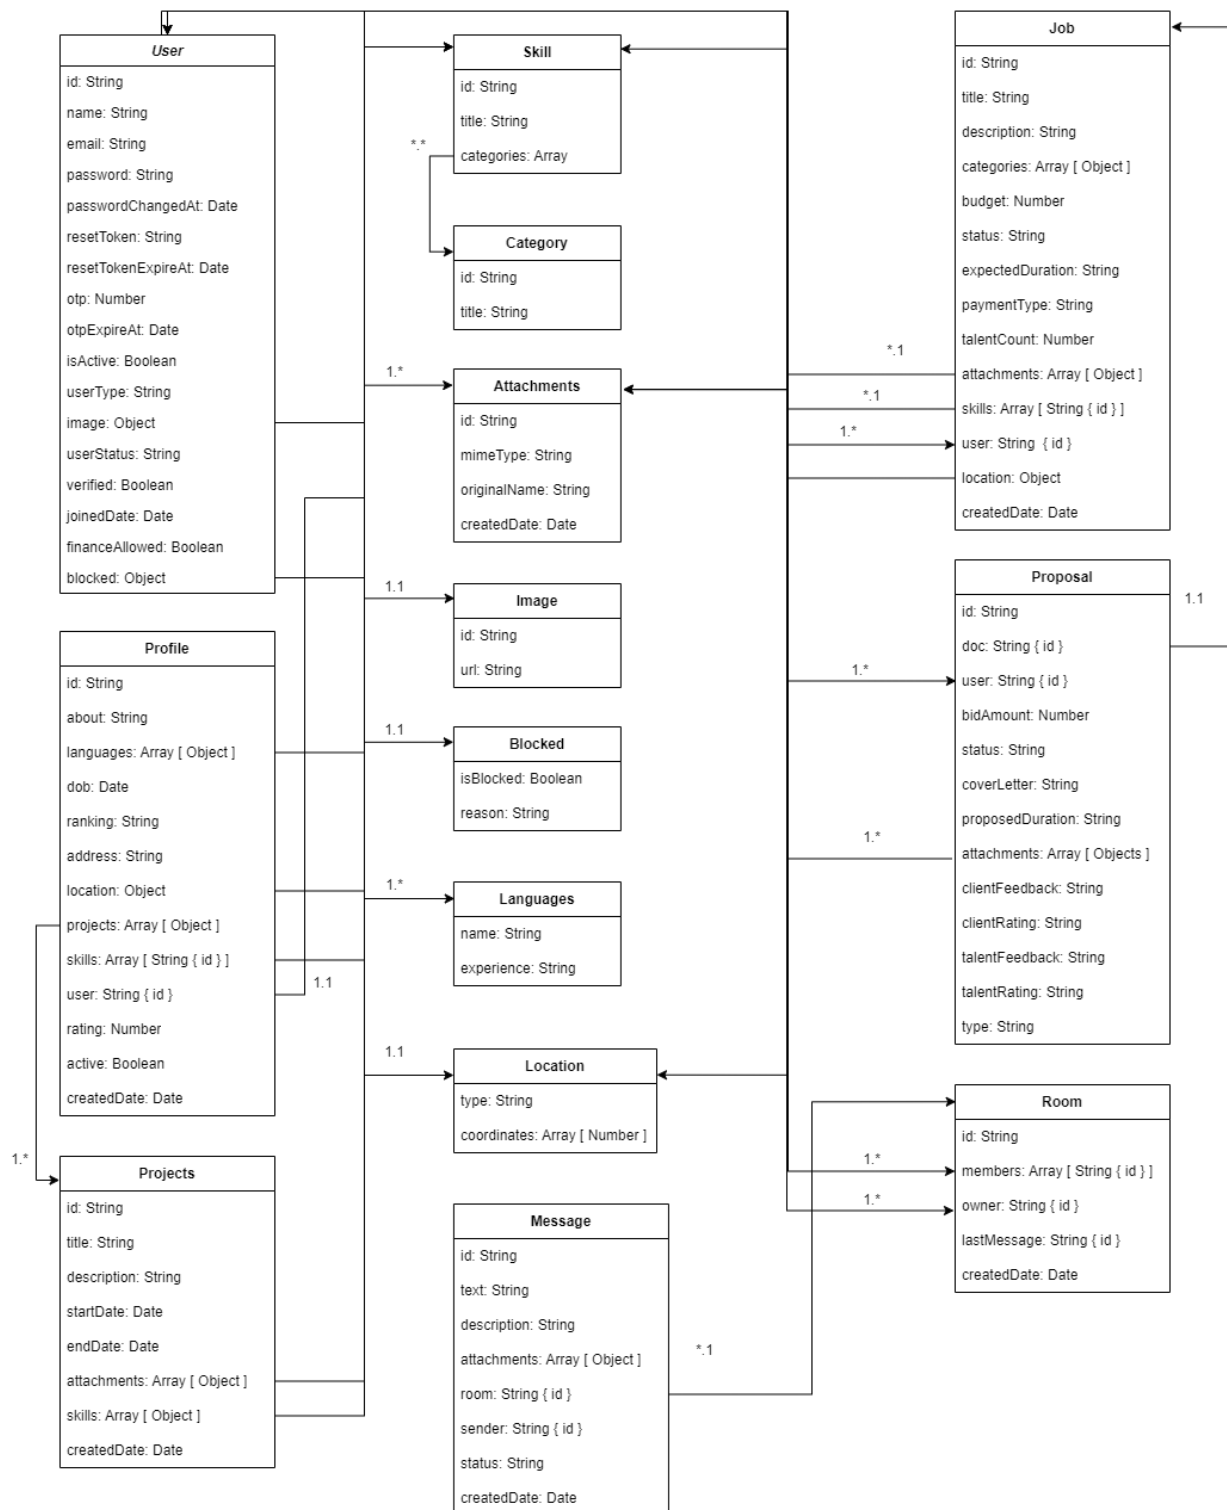 User
id: String
name: String
email: String
password: String
passwordChangedAt: Date
resetToken: String
resetTokenExpireAt: Date
otp: Number
otpExpireAt: Date
isActive: Boolean
userType: String
image: Object
userStatus: String
verified: Boolean
joinedDate: Date
financeAllowed: Boolean
blocked: Object
Profile
id: String
about: String
languages: Array [ Object ]
dob: Date
ranking: String
address: String
location: Object
projects: Array [ Object ]
skills: Array [ String { id } ]
user: String { id }
rating: Number
active: Boolean
createdDate: Date
1.1
1.*
Projects
id: String
title: String
description: String
startDate: Date
endDate: Date
attachments: Array [ Object ]
skills: Array [ Object ]
createdDate: Date
Skill
id: String
title: String
categories: Array
*.*
Category
id: String
title: String
1.*
Attachments
id: String
mimeType: String
originalName: String
createdDate: Date
1.1
Image
id: String
url: String
1.1
Blocked
isBlocked: Boolean
reason: String
1.*
Languages
name: String
experience: String
1.1
Location
type: String
coordinates: Array [ Number ]
Message
id: String
text: String
description: String
attachments: Array [ Object ]
room: String { id }
sender: String { id }
status: String
createdDate: Date
*.1
Job
id: String
title: String
description: String
categories: Array [ Object ]
budget: Number
status: String
expectedDuration: String
paymentType: String
talentCount: Number
*.1
attachments: Array [ Object ]
*.1
skills: Array [ String { id } ]
1.*
user: String { id }
location: Object
createdDate: Date
Proposal
1.1
id: String
doc: String { id }
1.*
user: String { id }
bidAmount: Number
status: String
coverLetter: String
proposedDuration: String
1.*
attachments: Array [ Objects ]
clientFeedback: String
clientRating: String
talentFeedback: String
talentRating: String
type: String
Room
id: String
1.*
members: Array [ String { id } ]
1.*
owner: String { id }
lastMessage: String { id }
createdDate: Date